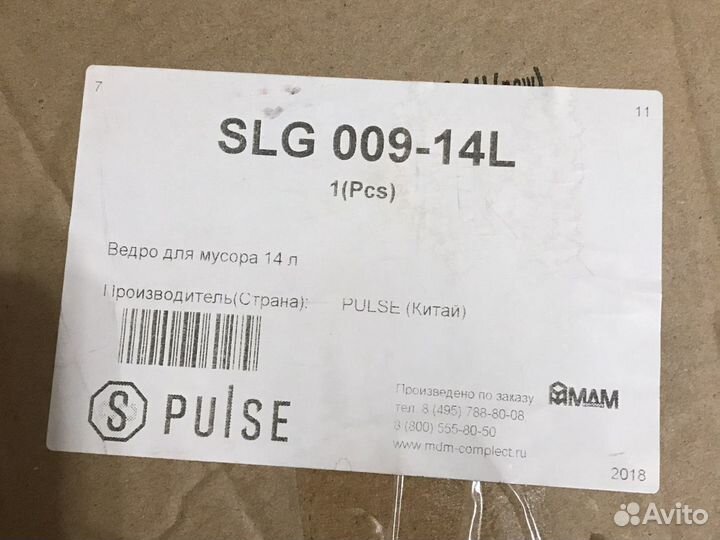 7
11
SLG 009-14L
1(Pcs)
Ведро для мусора 14 л
Производитель(Страна): PULSE (Китай)
S PULSE
Произведено по заказу
МДМ
тел. 8 (495) 788-80-08
8 (800) 555-80-50
www.mdm-complect.ru
2018
Avito